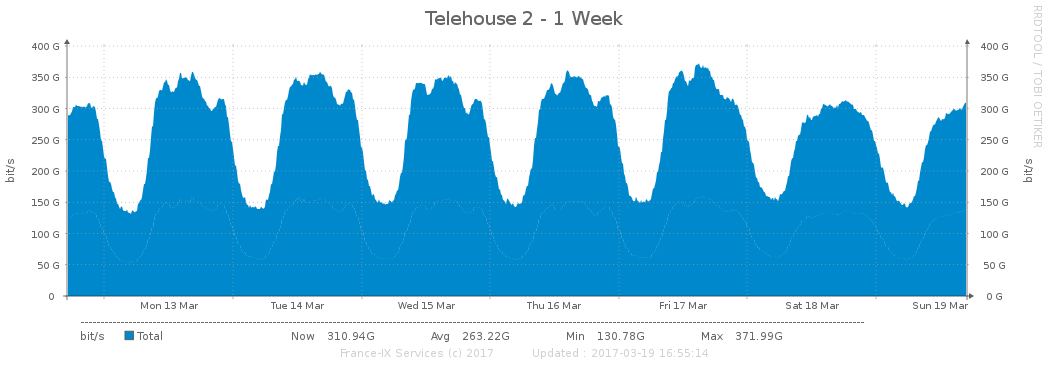 Telehouse 2 - 1 Week
RRDTOOL / TOBI OETIKER
400 G 400 G
350 G 350 G
300 G 300 G
250 G 250 G
200 G 200 G
150 G 150 G
100 G 100 G
50 G 50 G
0 0 G
bit/s bit/s
Mon 13 Mar Tue 14 Mar Wed 15 Mar Thu 16 Mar Fri 17 Mar Sat 18 Mar Sun 19 Mar
bit/s Total Now 310.94G Avg 263.22G Min 130.78G Max 371.99G
France-IX Services (c) 2017 Updated : 2017-03-19 16:55:14